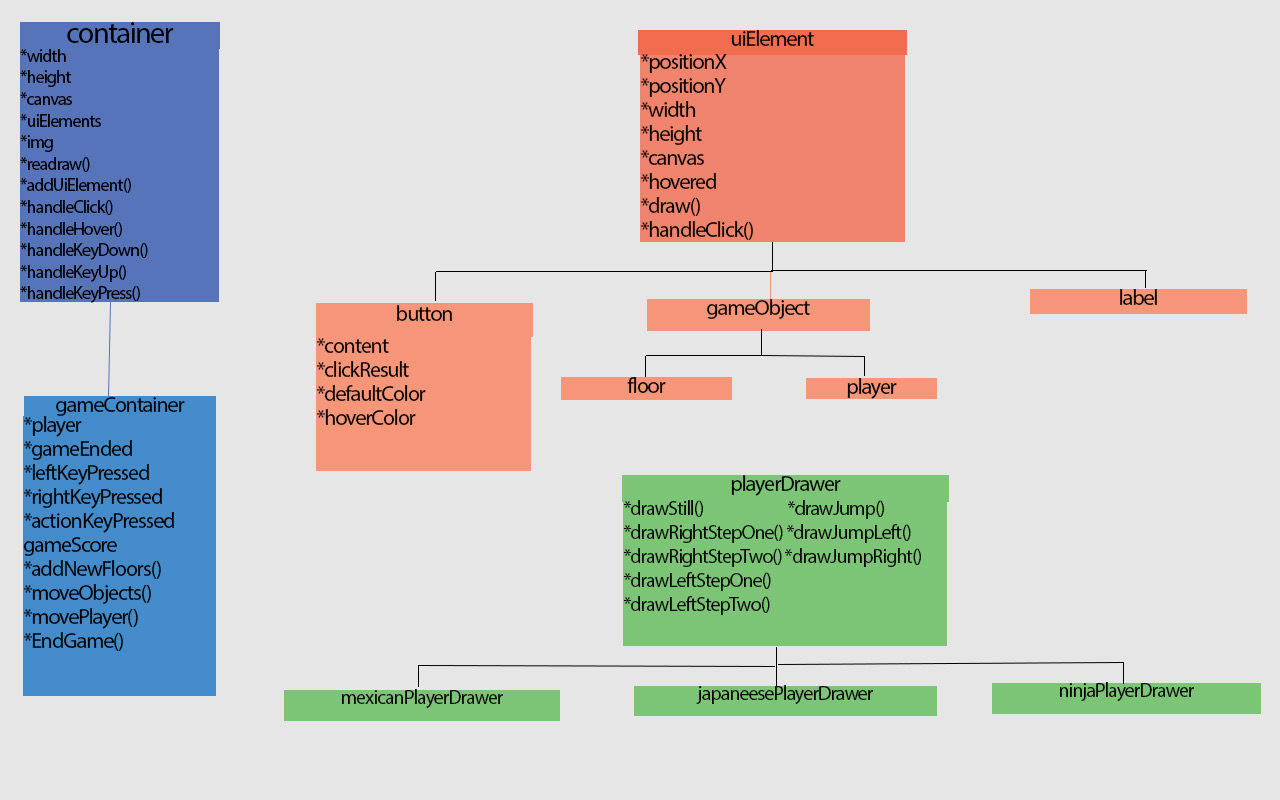 container
*width
*height
*canvas
*uiElements
*img
*readraw()
*addUiElement()
*handleClick()
*handleHover()
*handleKeyDown()
*handleKeyUp()
*handleKeyPress()
gameContainer
*player
*gameEnded
*leftKeyPressed
*rightKeyPressed
*actionKeyPressed
gameScore
*addNewFloors()
*moveObjects()
*movePlayer()
*EndGame()
uiElement
*positionX
*positionY
*width
*height
*canvas
*hovered
*draw()
*handleClick()
button
*content
*clickResult
*defaultColor
*hoverColor
gameObject
label
floor
player
playerDrawer
*drawStill() *drawJump()
*drawRightStepOne() *drawJumpLeft()
*drawRightStepTwo() *drawJumpRight()
*drawLeftStepOne()
*drawLeftStepTwo()
mexicanPlayerDrawer
japaneesePlayerDrawer
ninjaPlayerDrawer